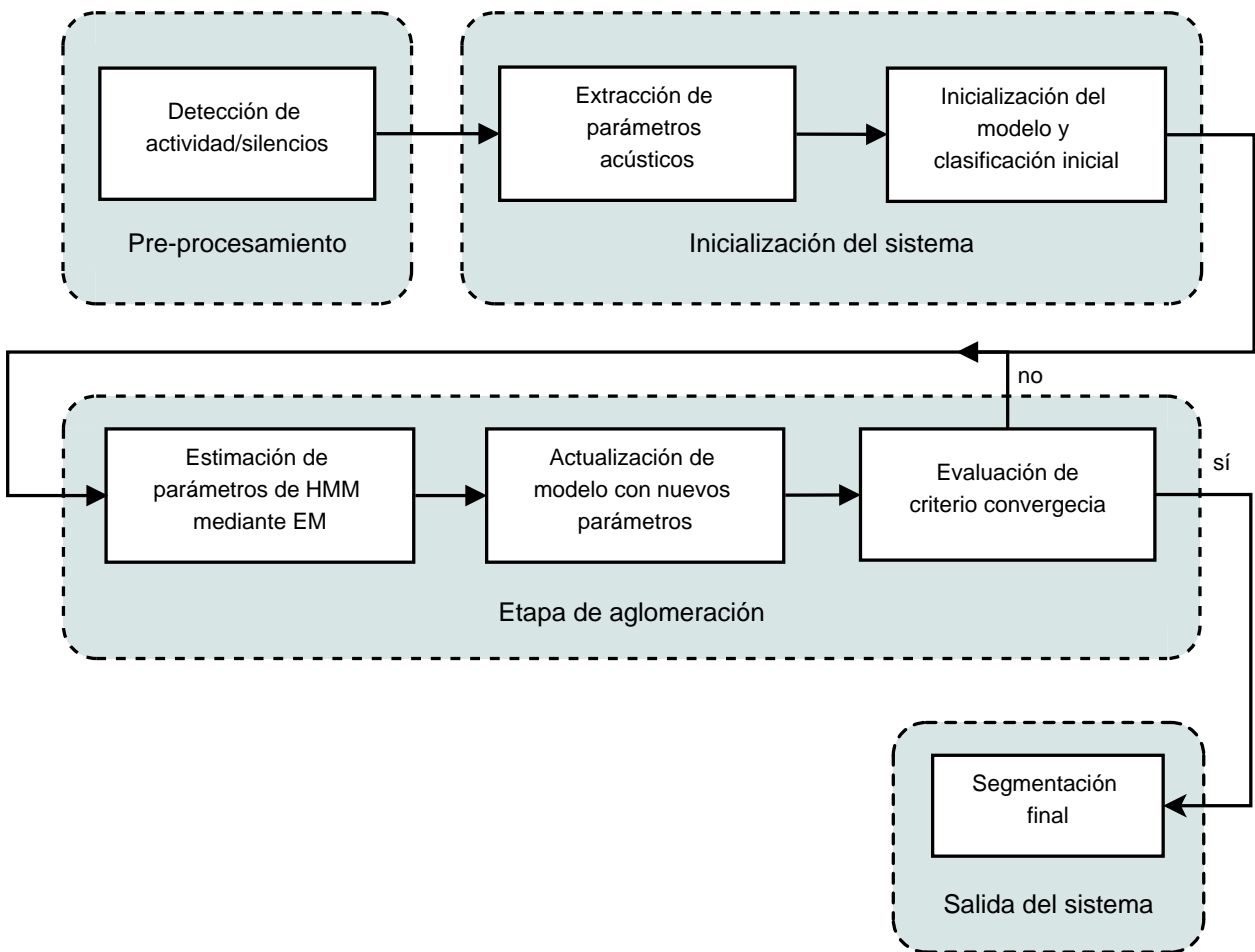 Detección de
actividad/silencios
Pre-procesamiento
Extracción de
parámetros
acústicos
Inicialización del
modelo y
clasificación inicial
Inicialización del sistema
no
Estimación de
parámetros de HMM
mediante EM
Actualización de
modelo con nuevos
parámetros
Evaluación de
criterio convergecia
sí
Etapa de aglomeración
Segmentación
final
Salida del sistema